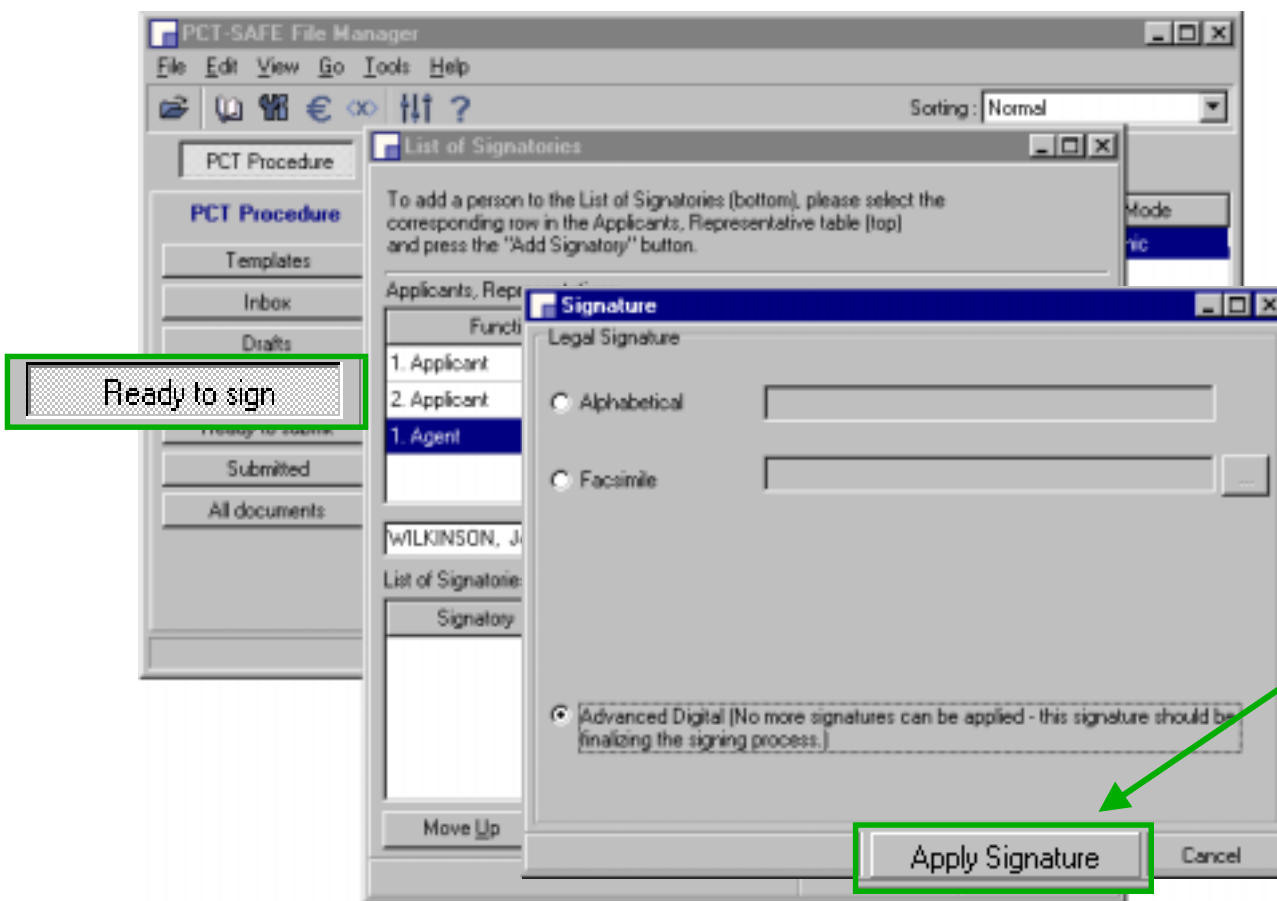 PCT-SAFE File Manager
File Edit View Go Tools Help
Sorting : Normal
PCT Procedure
PCT Procedure
Templates
Inbox
Drafts
Ready to sign
Ready to submit
Submitted
All documents
Mode
nic
List of Signatories
To add a person to the List of Signatories (bottom), please select the
corresponding row in the Applicants, Representative table (top)
and press the "Add Signatory" button.
Applicants, Repr
Functi
1. Applicant
2. Applicant
1. Agent
WILKINSON, J
List of Signatorie
Signatory
Move Up
Signature
Legal Signature
Alphabetical
Facsimile
...
Advanced Digital (No more signatures can be applied - this signature should be
finalizing the signing process.)
Apply Signature
Cancel